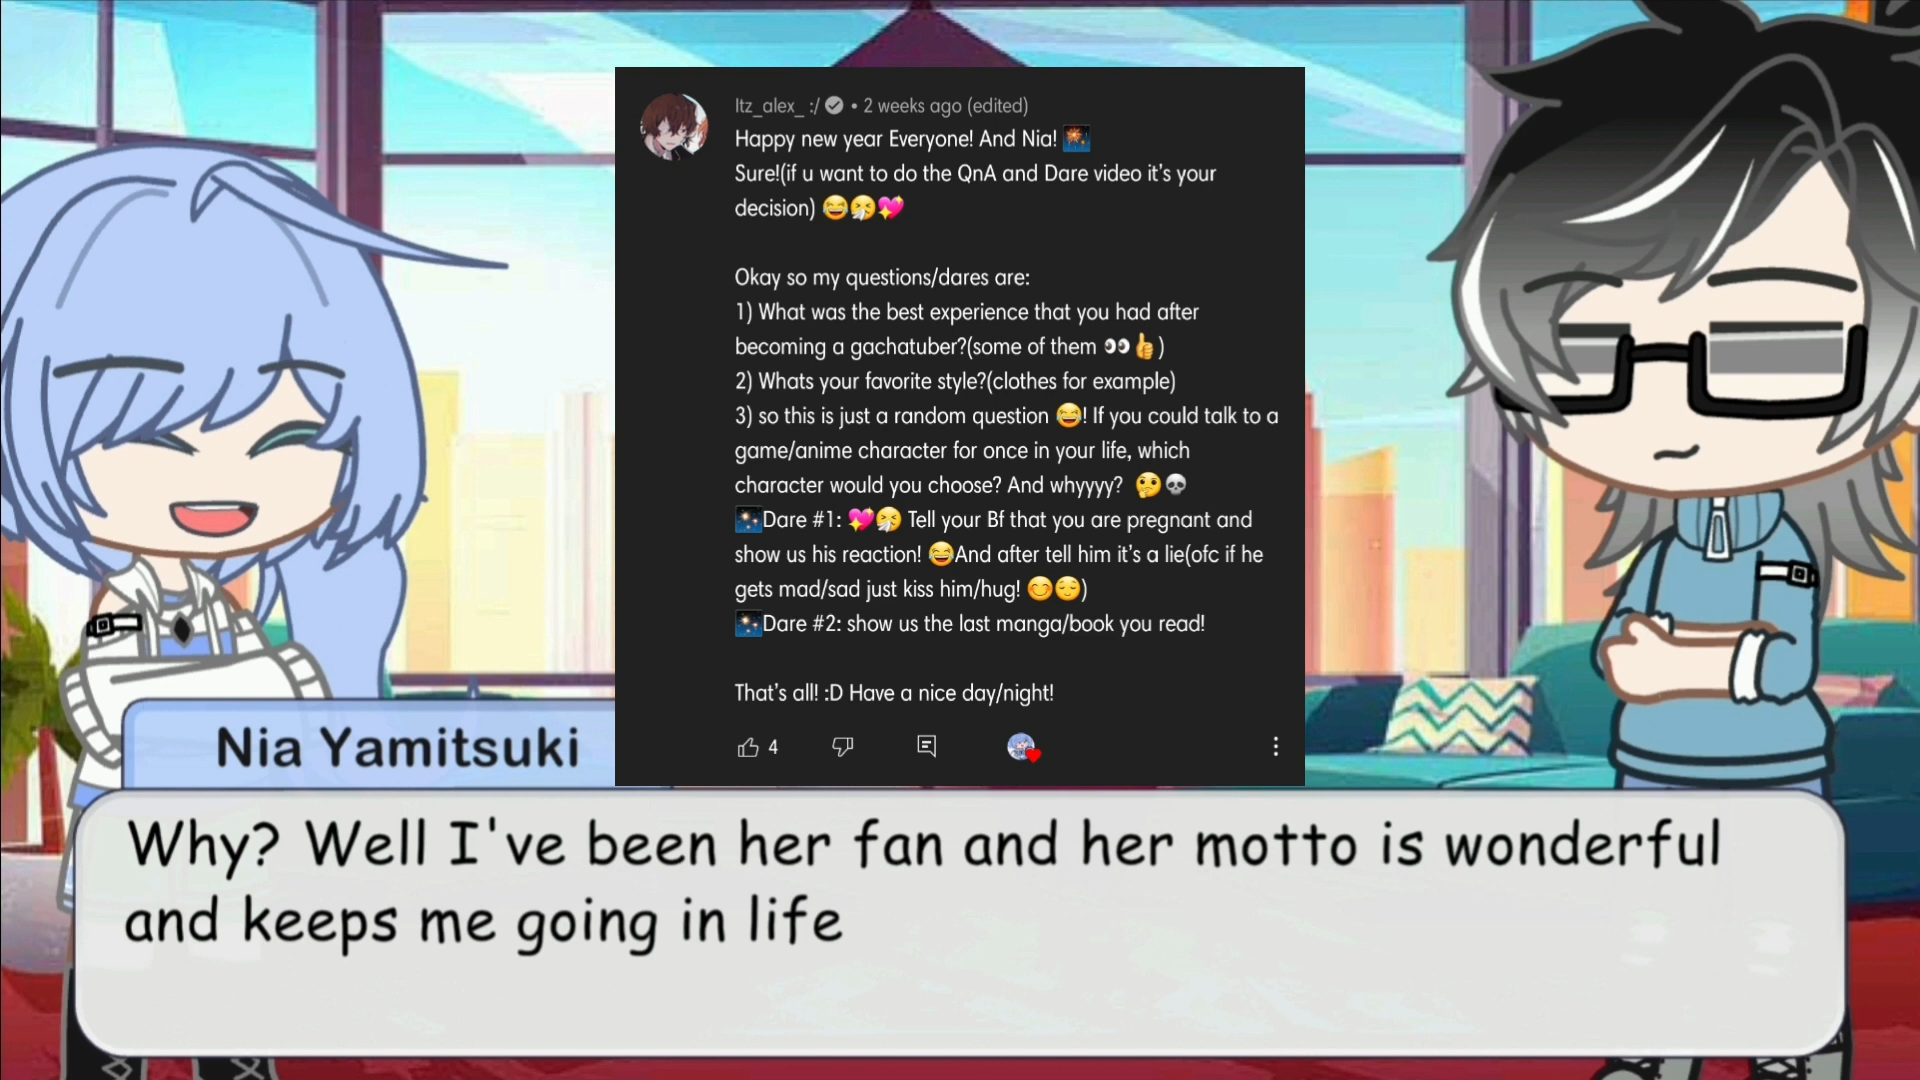 Itz_alex_:/ • 2 weeks ago (edited)
Happy new year Everyone! And Nia! 🎆
Sure!(if u want to do the QnA and Dare video it's your
decision) 😂🤧💖
Okay so my questions/dares are:
1) What was the best experience that you had after
becoming a gachatuber?(some of them 👀👍)
2) Whats your favorite style?(clothes for example)
3) so this is just a random question 😂! If you could talk to a
game/anime character for once in your life, which
character would you choose? And whyyyy? 🤔💀
🎇Dare #1: 💖🤧 Tell your Bf that you are pregnant and
show us his reaction! 😂And after tell him it's a lie(ofc if he
gets mad/sad just kiss him/hug! 😊😌)
🎇Dare #2: show us the last manga/book you read!
That's all! :D Have a nice day/night!
4
Nia Yamitsuki
Why? Well I've been her fan and her motto is wonderful
and keeps me going in life